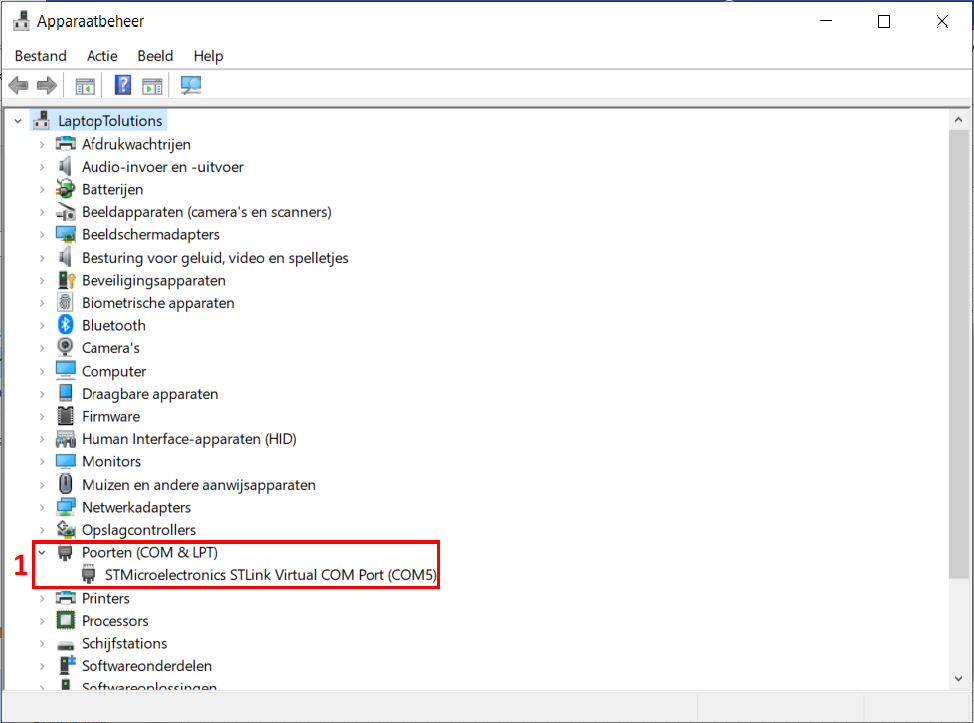 Apparaatbeheer
Bestand Actie Beeld Help
LaptopTolutions
Afdrukwachtrijen
Audio-invoer en -uitvoer
Batterijen
Beeldapparaten (camera's en scanners)
Beeldschermadapters
Besturing voor geluid, video en spelletjes
Beveiligingsapparaten
Biometrische apparaten
Bluetooth
Camera's
Computer
Draagbare apparaten
Firmware
Human Interface-apparaten (HID)
Monitors
Muizen en andere aanwijsapparaten
Netwerkadapters
Opslagcontrollers
Poorten (COM & LPT)
1
STMicroelectronics STLink Virtual COM Port (COM5)
Printers
Processors
Schijfstations
Softwareonderdelen
Softwareoplossingen